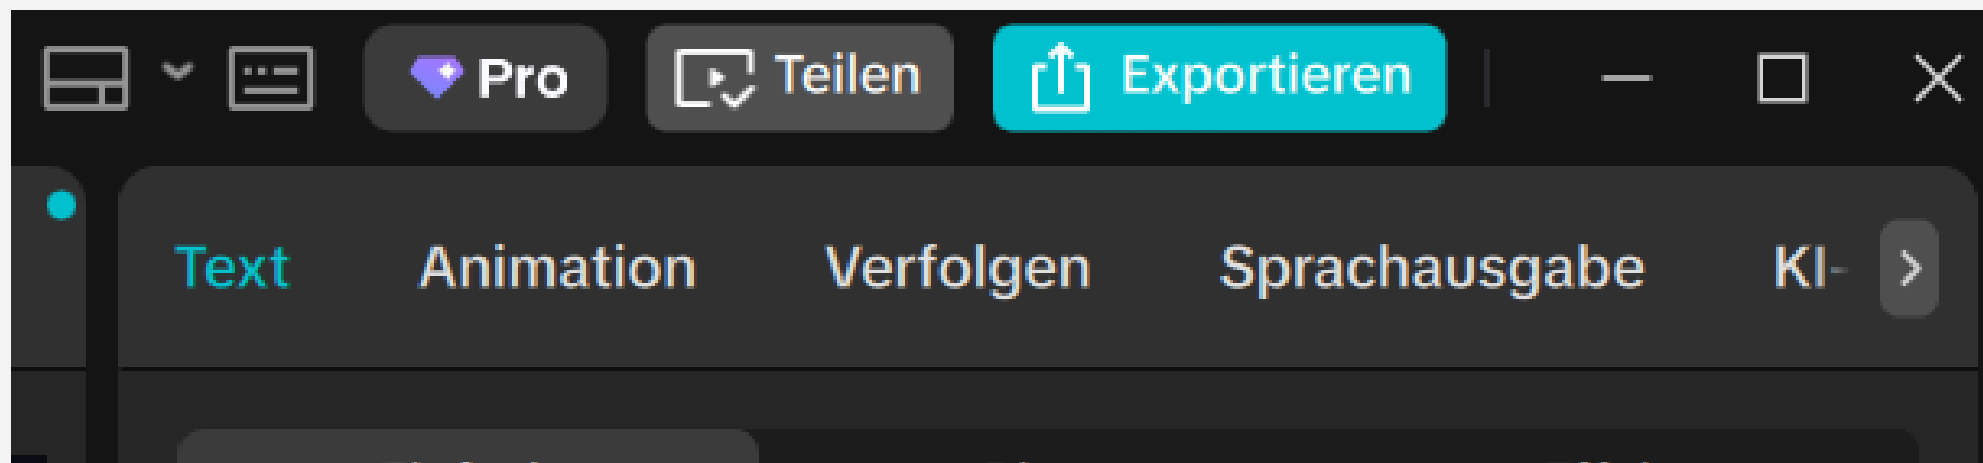 Pro Teilen Exportieren
Text Animation Verfolgen Sprachausgabe KI-